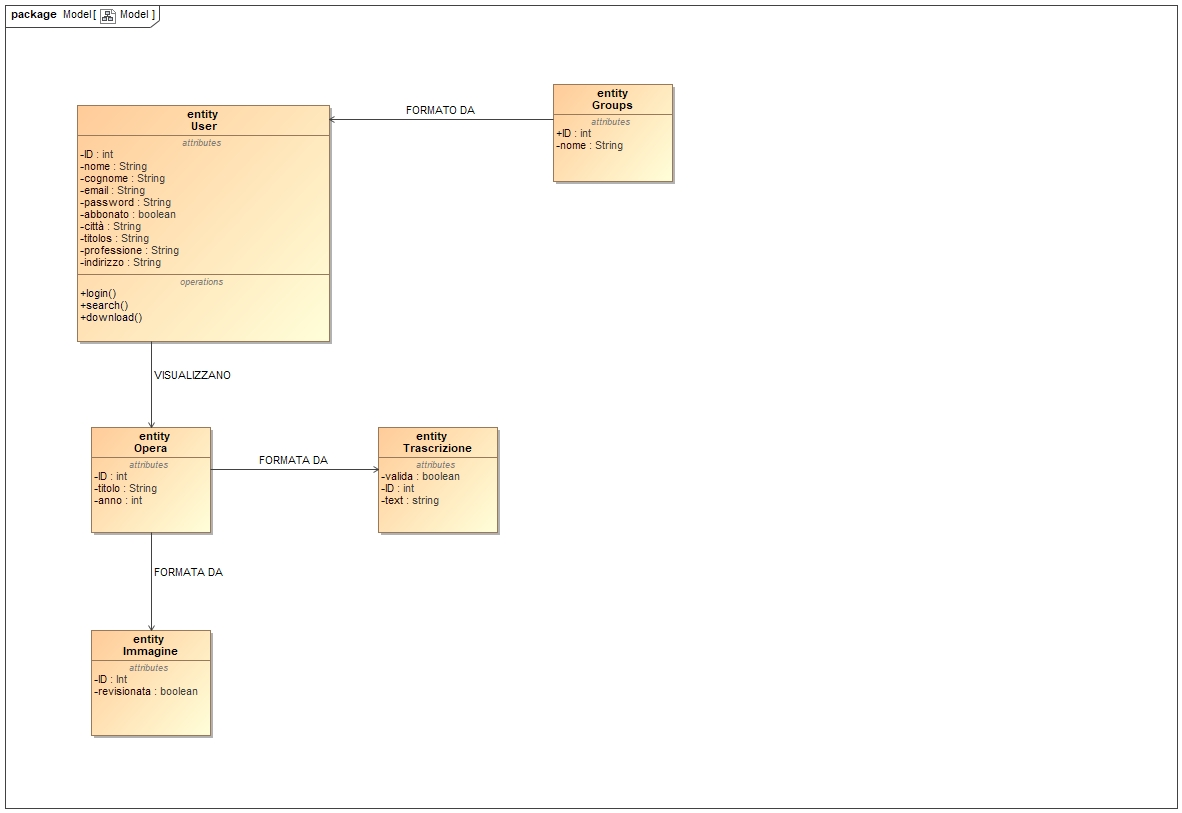 package Model[ Model ]
entity
User
attributes
-ID : int
-nome : String
-cognome : String
-email : String
-password : String
-abbonato : boolean
-città : String
-titolos : String
-professione : String
-indirizzo : String
operations
+login()
+search()
+download()
FORMATO DA
entity
Groups
attributes
+ID : int
-nome : String
VISUALIZZANO
entity
Opera
attributes
-ID : int
-titolo : String
-anno : int
FORMATA DA
entity
Trascrizione
attributes
-valida : boolean
-ID : int
-text : string
FORMATA DA
entity
Immagine
attributes
-ID : Int
-revisionata : boolean